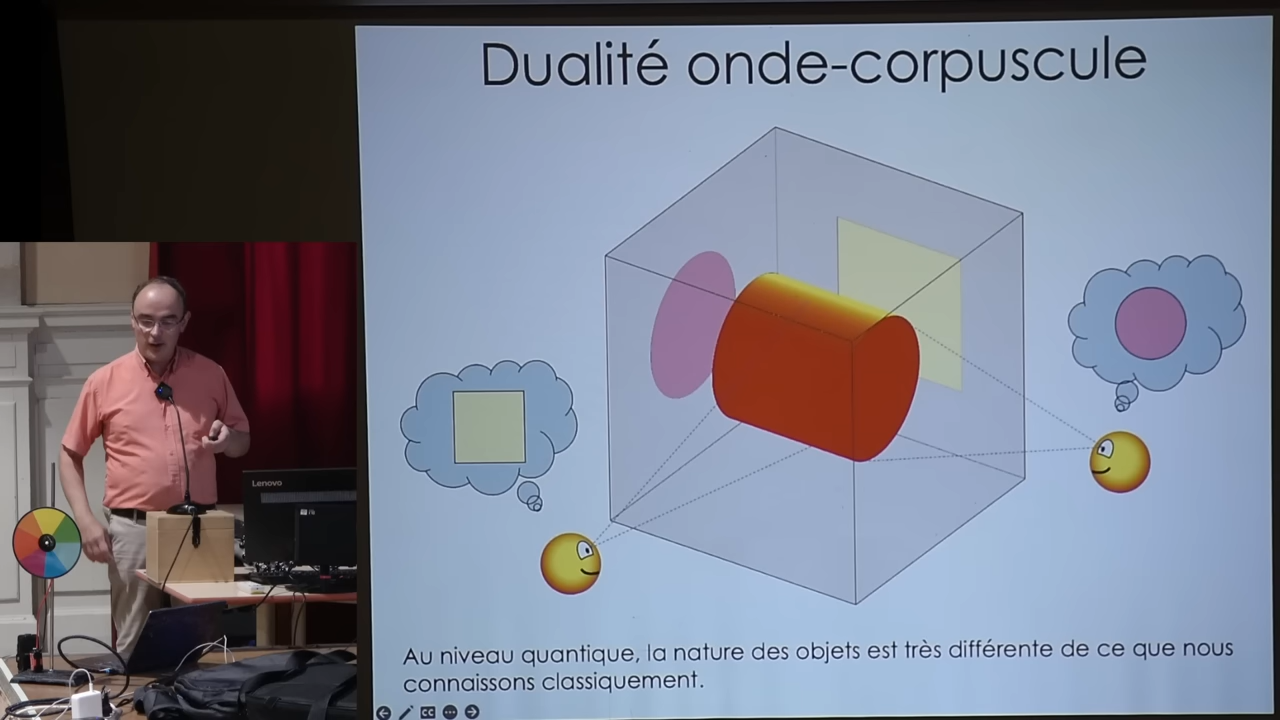 Dualité onde-corpuscule
Lenovo
Au niveau quantique, la nature des objets est très différente de ce que nous
connaissons classiquement.
CC